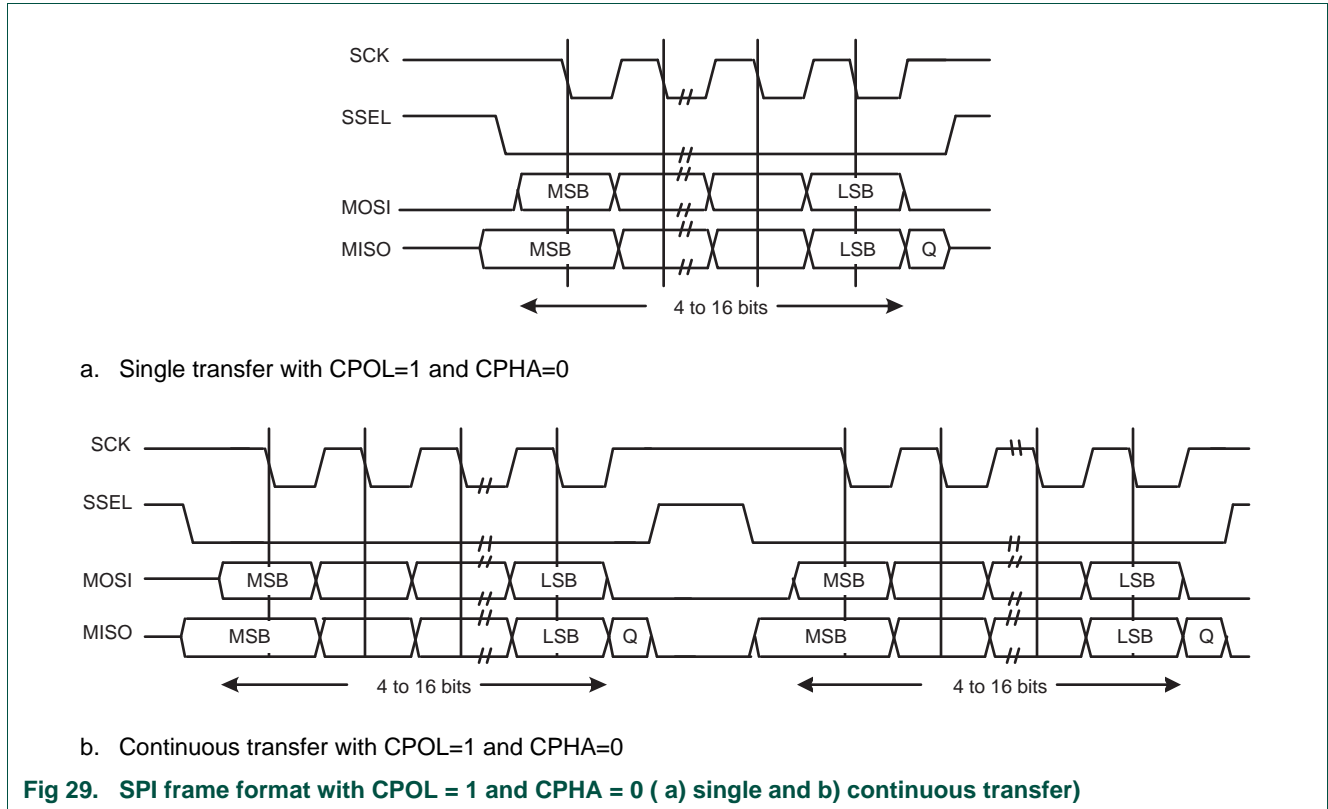 SCK
SSEL
MOSI
MSB
LSB
MISO
MSB
LSB
Q
4 to 16 bits
a. Single transfer with CPOL=1 and CPHA=0
SCK
SSEL
MOSI
MSB
LSB
MSB
LSB
MISO
MSB
LSB
Q
MSB
LSB
Q
4 to 16 bits
4 to 16 bits
b. Continuous transfer with CPOL=1 and CPHA=0
Fig 29. SPI frame format with CPOL = 1 and CPHA = 0 ( a) single and b) continuous transfer)